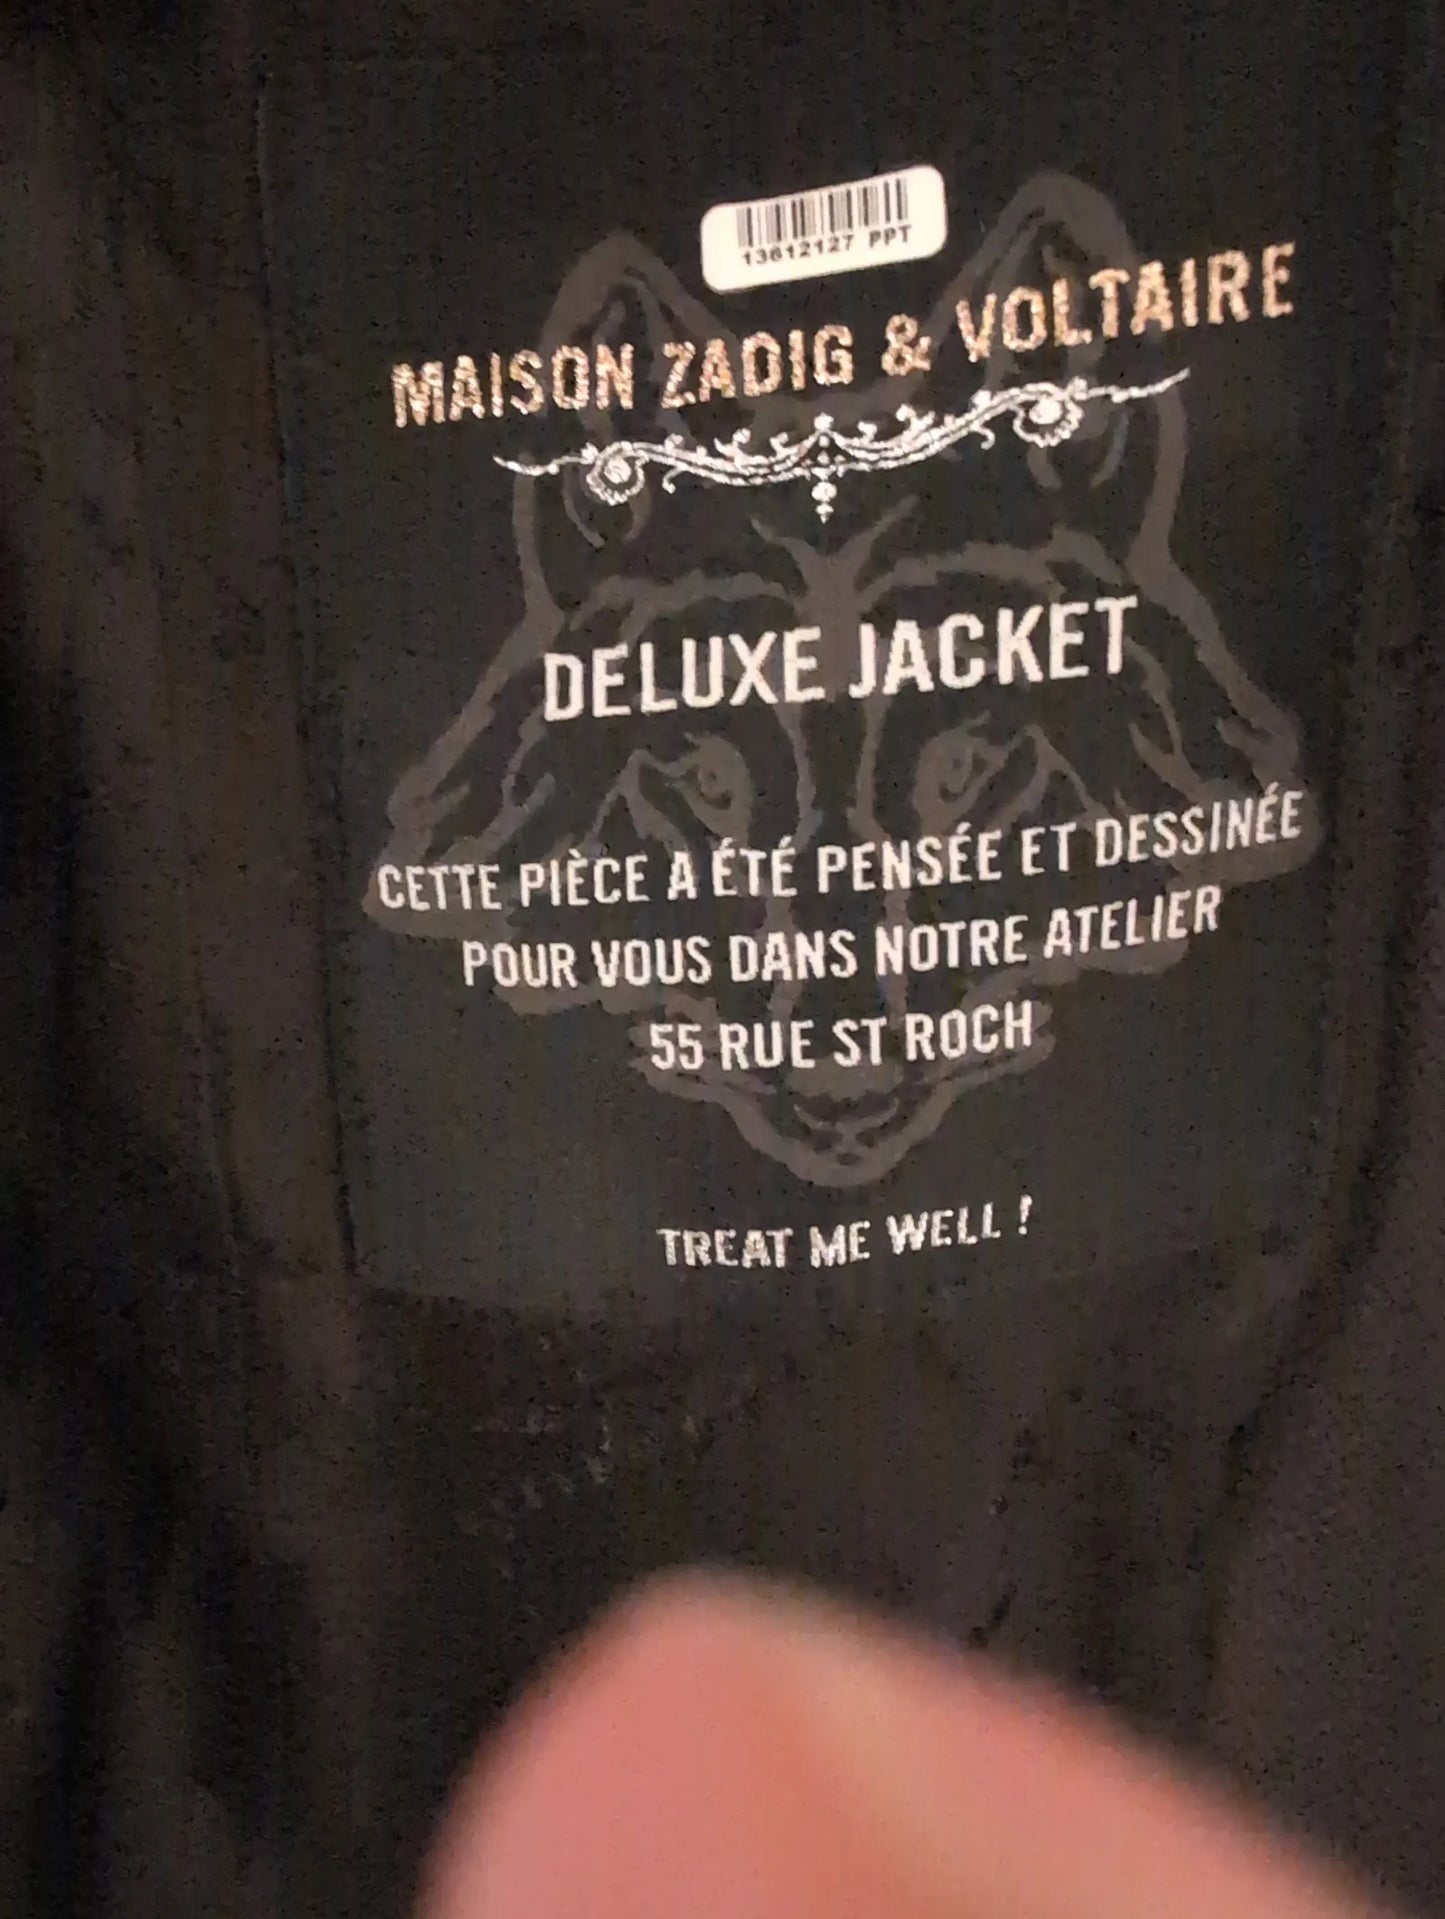 13612127 PPT
MAISON ZADIG & VOLTAIRE
DELUXE JACKET
CETTE PIÈCE A ÉTÉ PENSÉE ET DESSINÉE
POUR VOUS DANS NOTRE ATELIER
55 RUE ST ROCH
TREAT ME WELL !